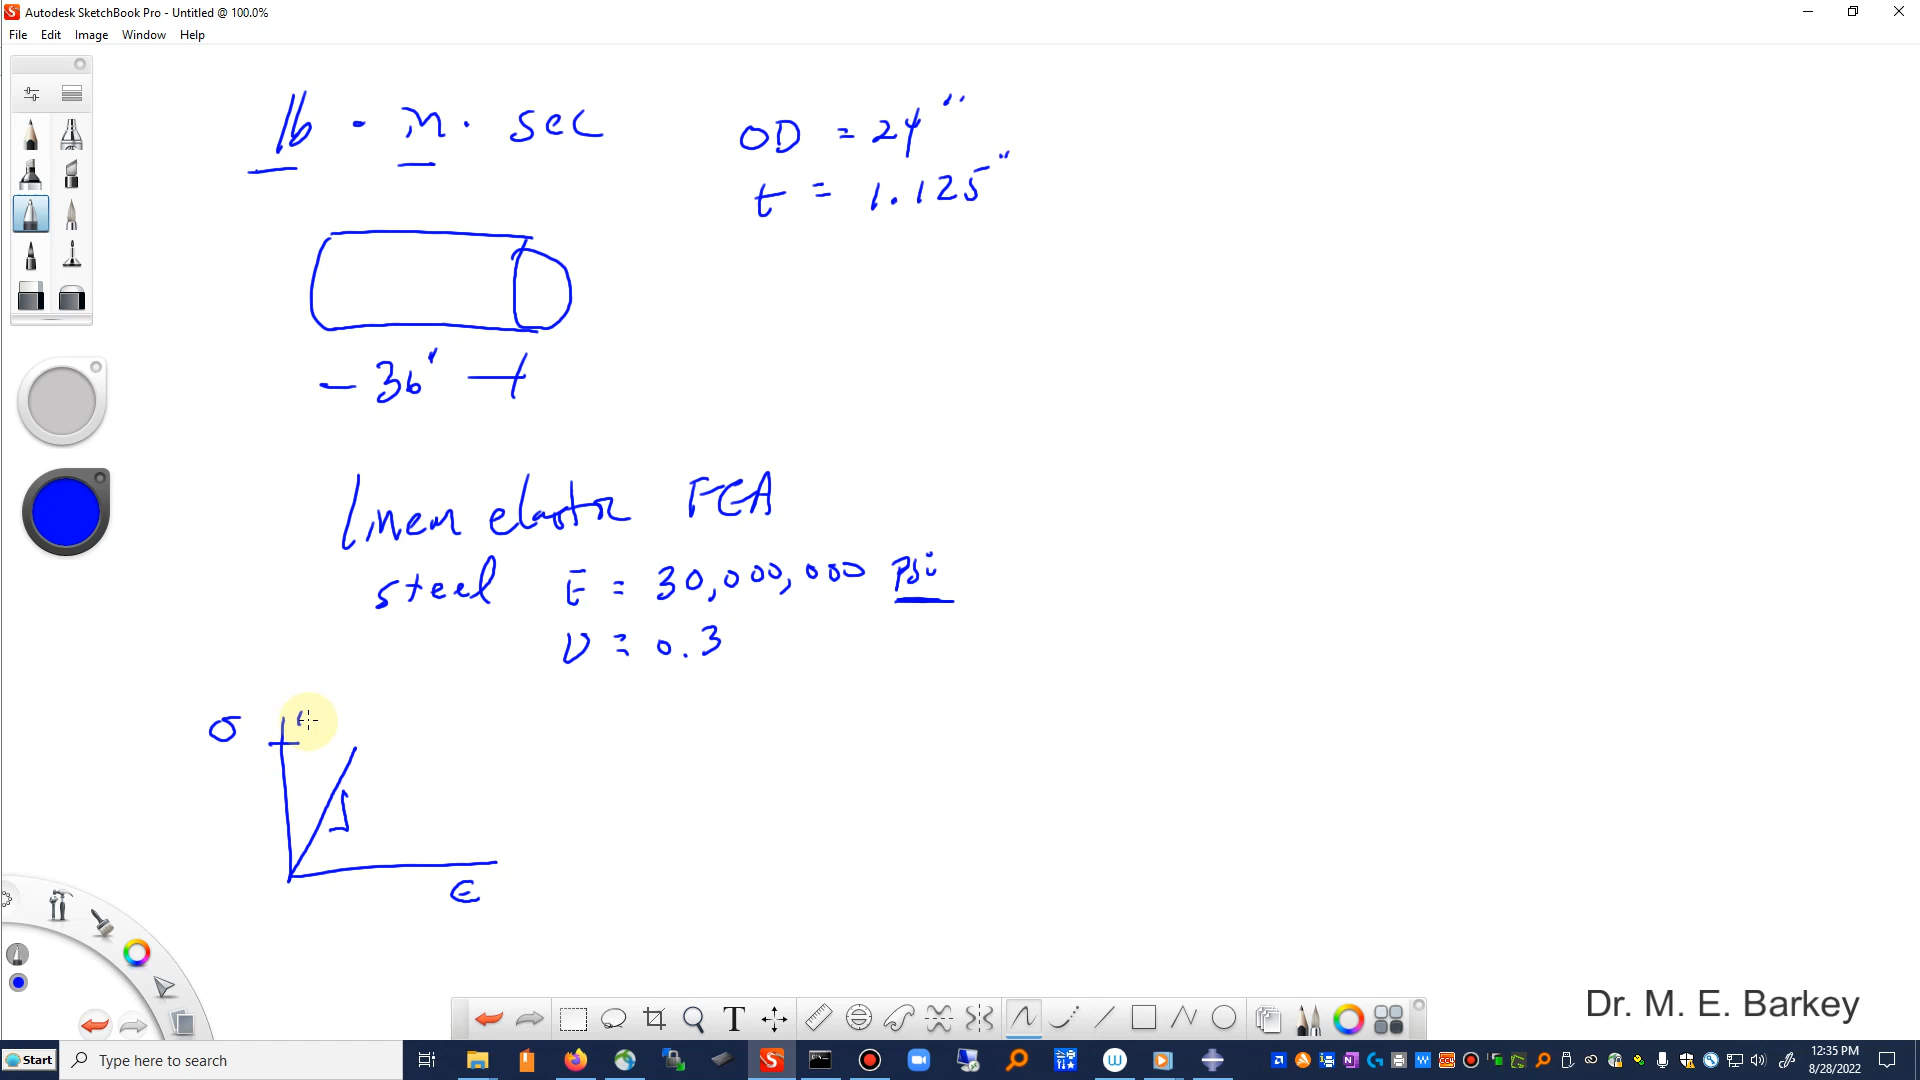 Autodesk SketchBook Pro - Untitled @ 100.0%
File Edit Image Window Help
lb - in. sec
OD = 24"
t = 1.125"
36"
linear elastic FEA
steel E = 30,000,000 psi
ν = 0.3
σ
ε
T
Dr. M. E. Barkey
Start
Type here to search
12:35 PM
8/28/2022